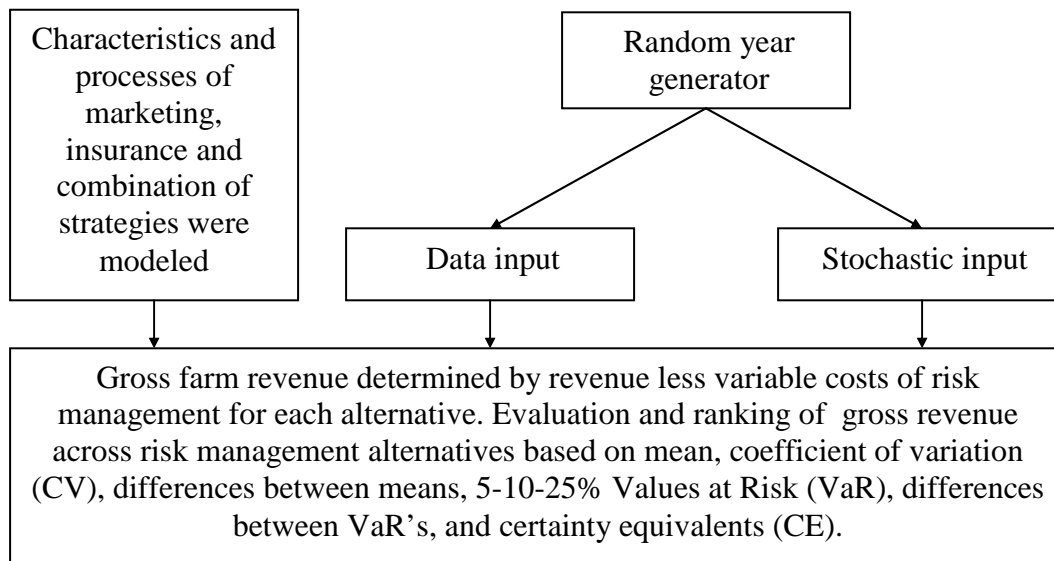 Characteristics and
processes of
marketing,
insurance and
combination of
strategies were
modeled
Random year
generator
Data input
Stochastic input
Gross farm revenue determined by revenue less variable costs of risk
management for each alternative. Evaluation and ranking of gross revenue
across risk management alternatives based on mean, coefficient of variation
(CV), differences between means, 5-10-25% Values at Risk (VaR), differences
between VaR’s, and certainty equivalents (CE).